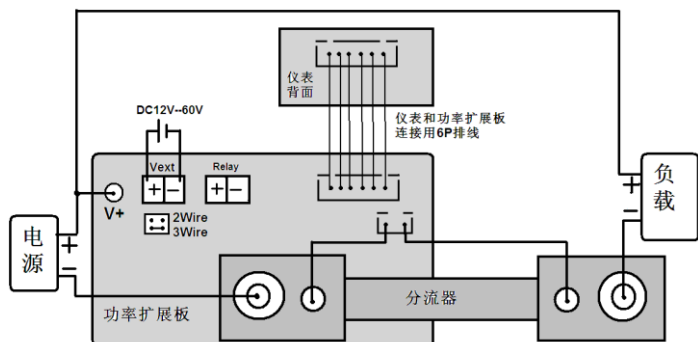 仪表
背面
DC12V--60V
仪表和功率扩展板
连接用6P排线
Vext
Relay
+ −
+ −
V+
2Wire
3Wire
电源
+
−
负载
+
−
分流器
功率扩展板